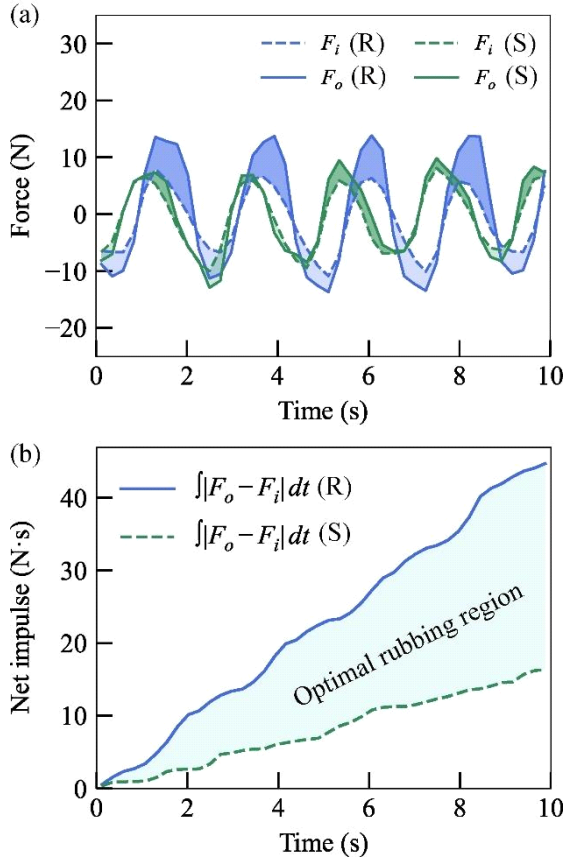 (a)
30
20
10
0
−10
−20
Force (N)
F_i (R)
F_i (S)
F_o (R)
F_o (S)
0 2 4 6 8 10
Time (s)
(b)
40
30
20
10
0
Net impulse (N·s)
∫|F_o − F_i| dt (R)
∫|F_o − F_i| dt (S)
Optimal rubbing region
0 2 4 6 8 10
Time (s)